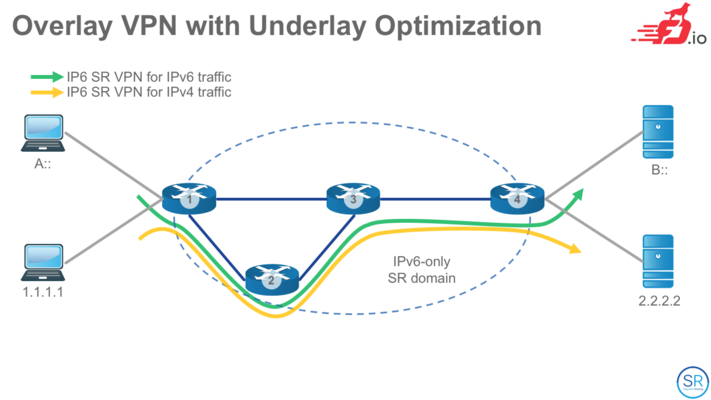 Overlay VPN with Underlay Optimization
.io
IP6 SR VPN for IPv6 traffic
IP6 SR VPN for IPv4 traffic
A::
B::
1
3
4
2
IPv6-only
SR domain
1.1.1.1
2.2.2.2
SR